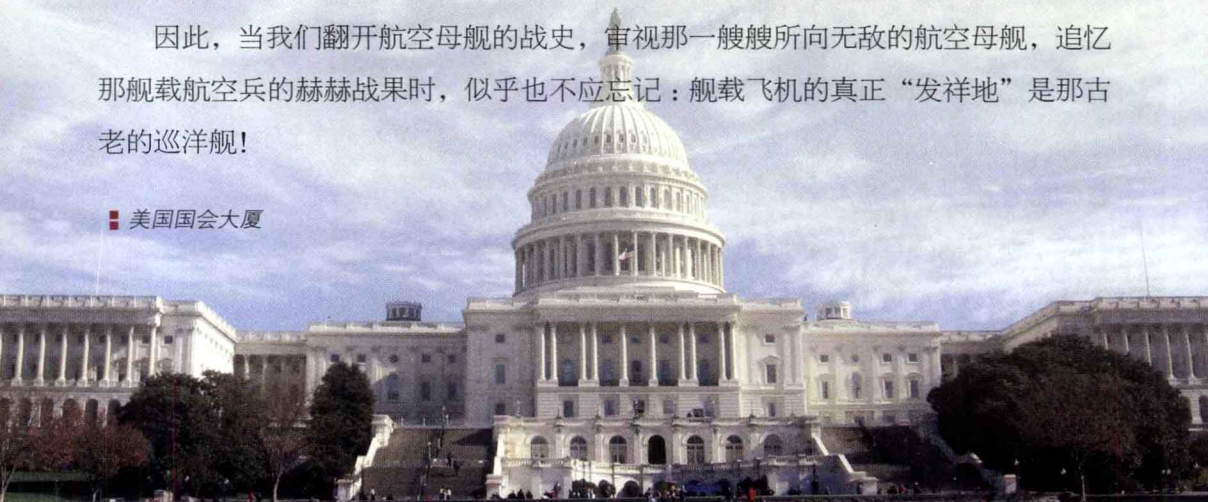 因此，当我们翻开航空母舰的战史，审视那一艘艘所向无敌的航空母舰，追忆
那舰载航空兵的赫赫战果时，似乎也不应忘记：舰载飞机的真正“发祥地”是那古
老的巡洋舰！
美国国会大厦